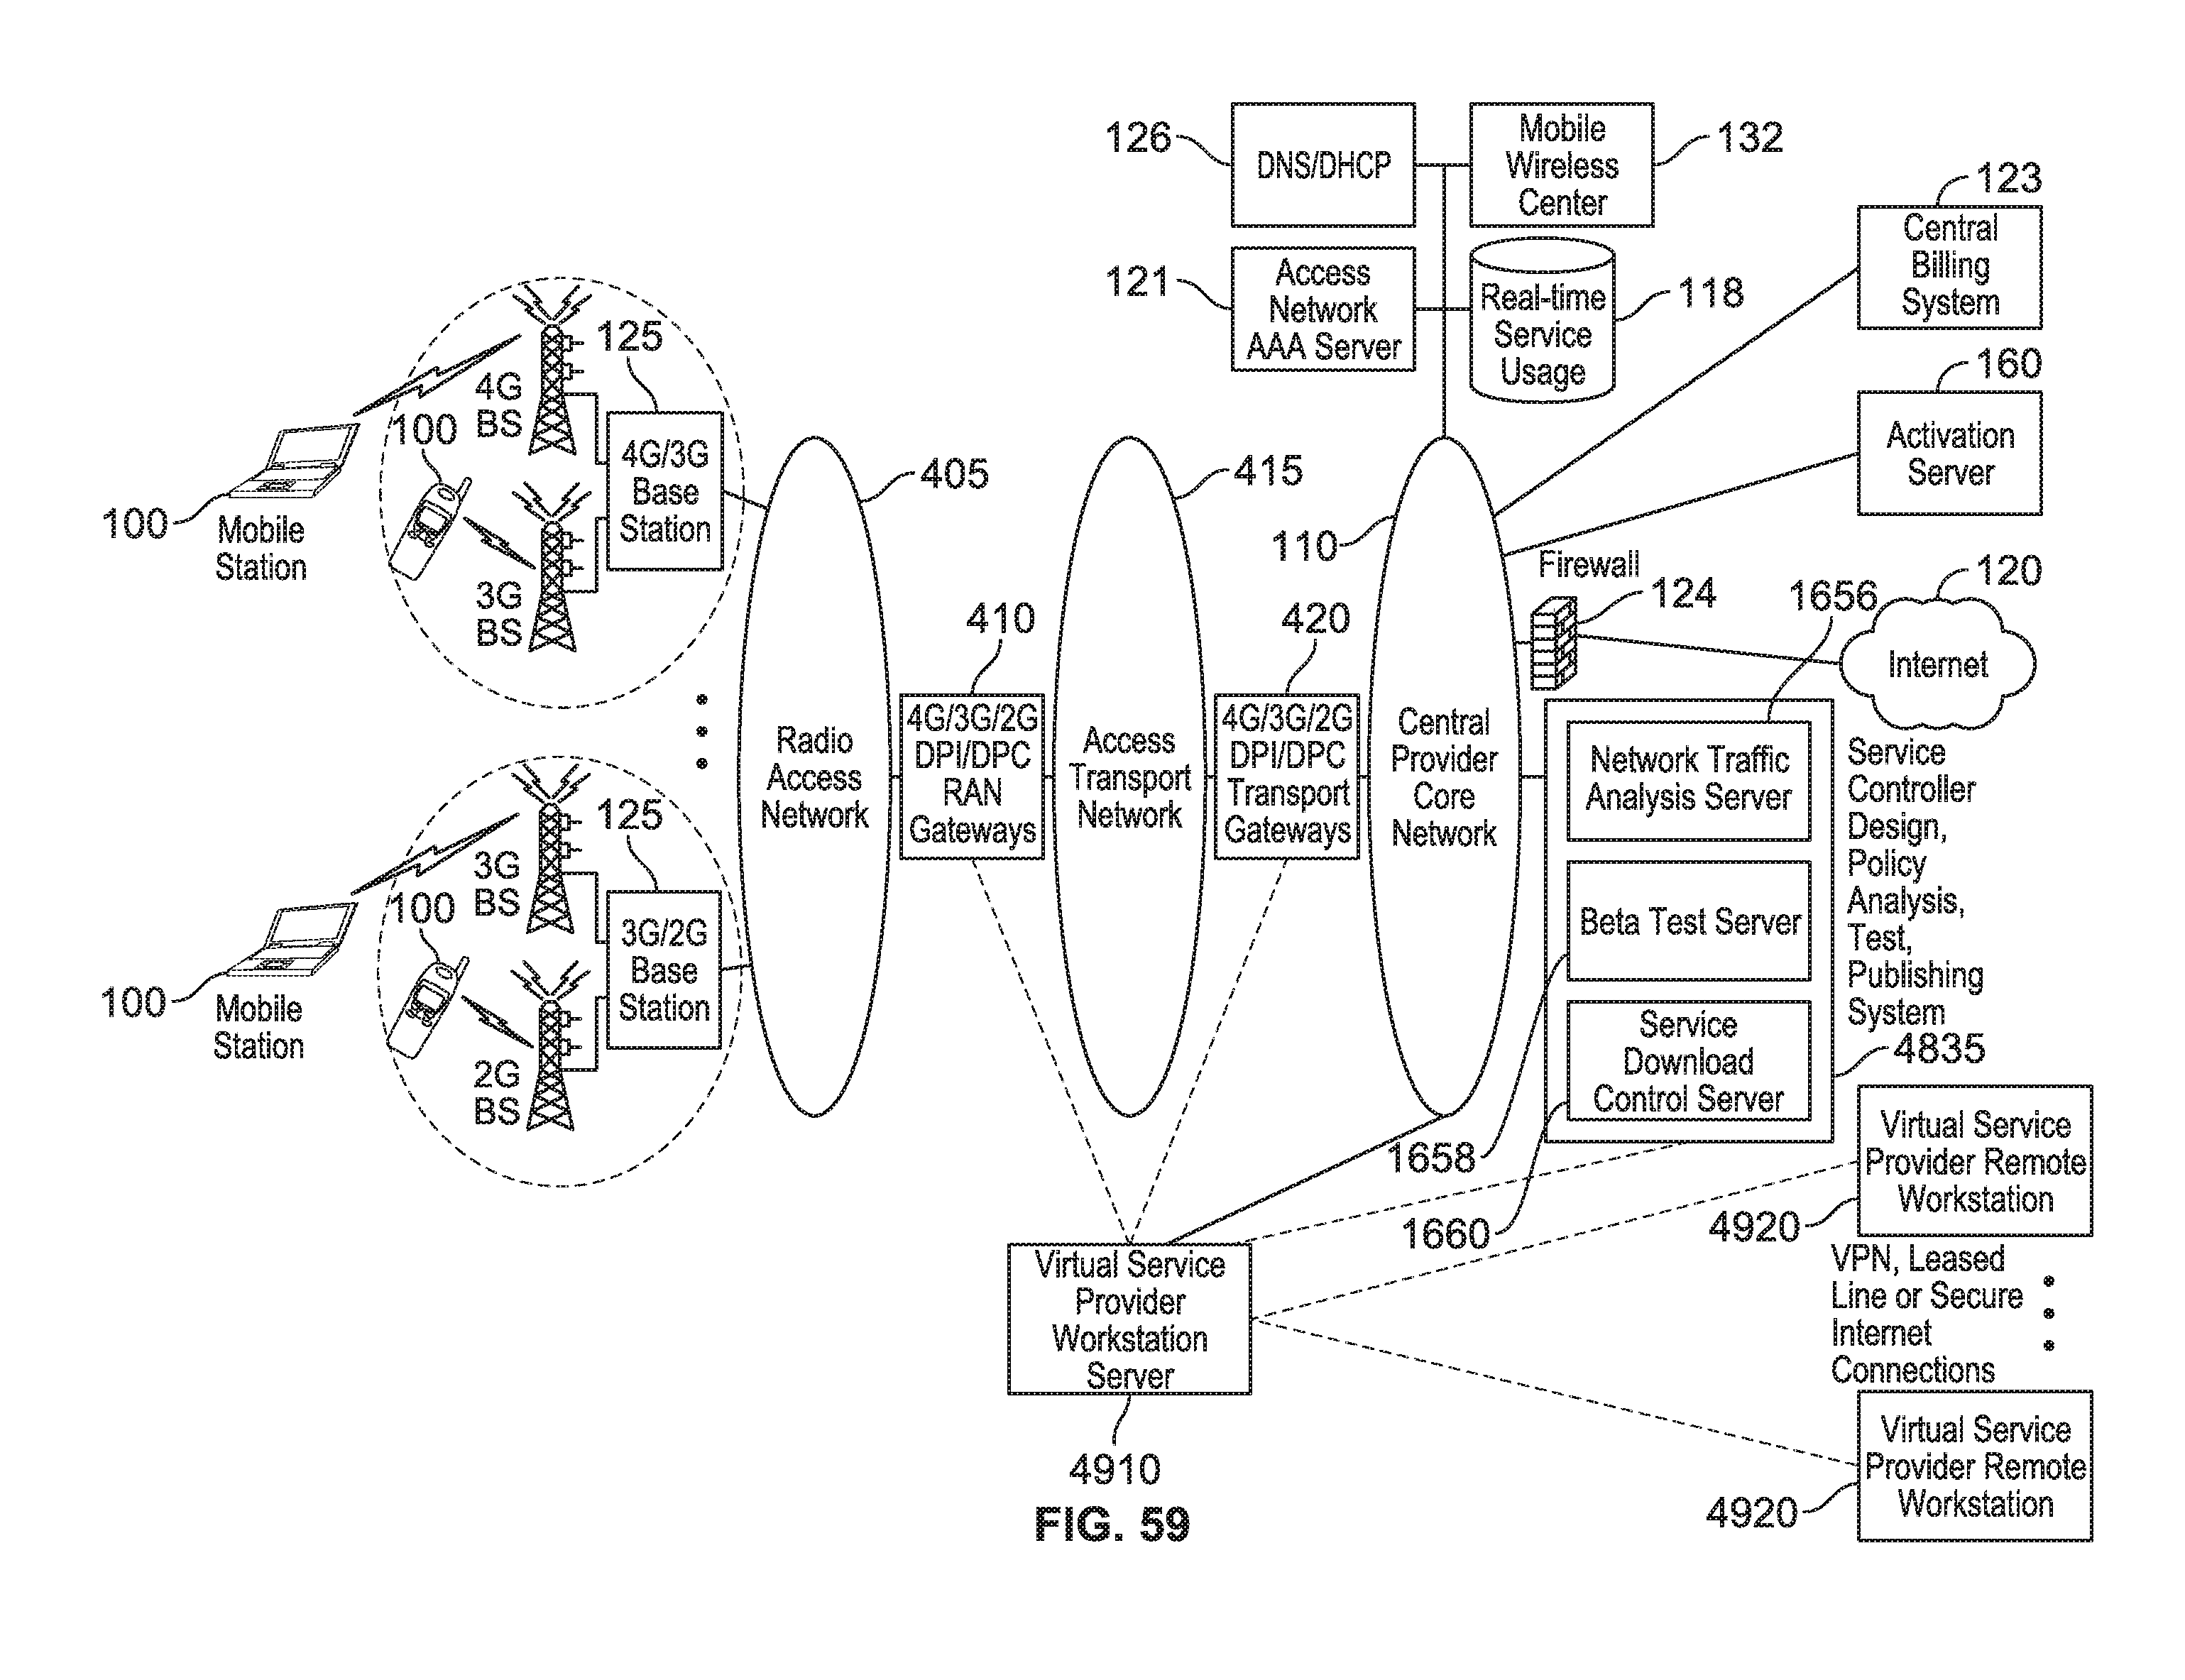 126
DNS/DHCP
Mobile
Wireless
Center
132
123
Central
Billing
System
121
Access
Network
AAA Server
Real-time
Service
Usage
118
160
Activation
Server
125
4G
BS
100
4G/3G
Base
Station
100
Mobile
Station
3G
BS
405
415
110
Firewall
124
1656
120
Internet
410
420
Radio
Access
Network
4G/3G/2G
DPI/DPC
RAN
Gateways
Access
Transport
Network
4G/3G/2G
DPI/DPC
Transport
Gateways
Central
Provider
Core
Network
Network Traffic
Analysis Server
Beta Test Server
Service
Download
Control Server
Service
Controller
Design,
Policy
Analysis,
Test,
Publishing
System
4835
125
3G
BS
100
3G/2G
Base
Station
100
Mobile
Station
2G
BS
1658
1660
Virtual Service
Provider Remote
Workstation
4920
VPN, Leased
Line or Secure
Internet
Connections
Virtual Service
Provider
Workstation
Server
4910
Virtual Service
Provider Remote
Workstation
4920
FIG. 59